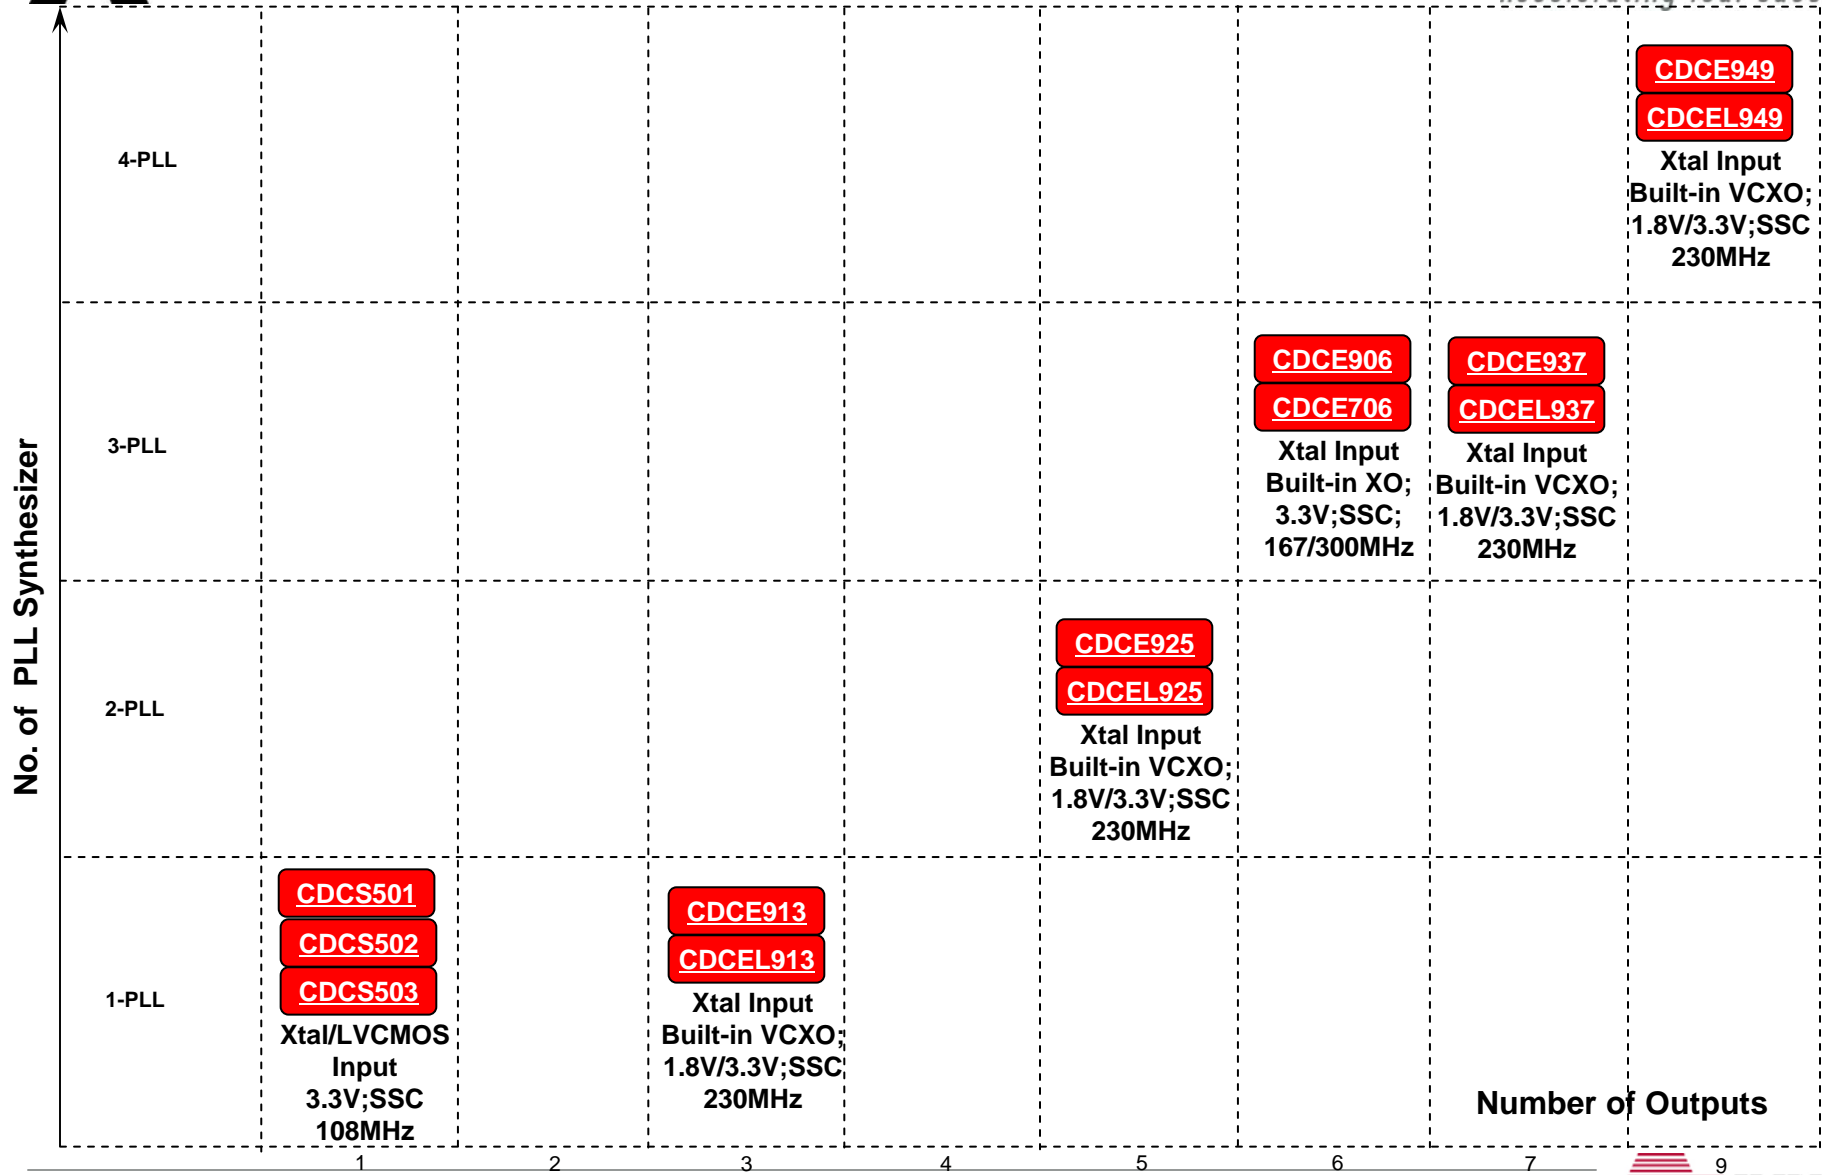 CDCE949
CDCEL949
Xtal Input
Built-in VCXO;
1.8V/3.3V;SSC
230MHz
4-PLL
CDCE906
CDCE706
Xtal Input
Built-in XO;
3.3V;SSC;
167/300MHz
CDCE937
CDCEL937
Xtal Input
Built-in VCXO;
1.8V/3.3V;SSC
230MHz
3-PLL
No. of PLL Synthesizer
CDCE925
CDCEL925
Xtal Input
Built-in VCXO;
1.8V/3.3V;SSC
230MHz
2-PLL
CDCS501
CDCS502
CDCS503
Xtal/LVCMOS
Input
3.3V;SSC
108MHz
CDCE913
CDCEL913
Xtal Input
Built-in VCXO;
1.8V/3.3V;SSC
230MHz
1-PLL
Number of Outputs
1 2 3 4 5 6 7 9